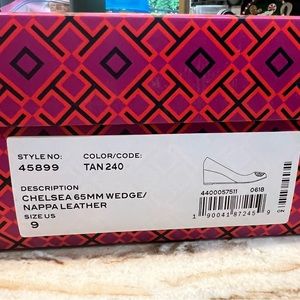 STYLE NO: COLOR/CODE:
45899 TAN 240
DESCRIPTION
CHELSEA 65MM WEDGE/ 4400057511 0618
NAPPA LEATHER
SIZE US
9 1 90041 87245 9 CN